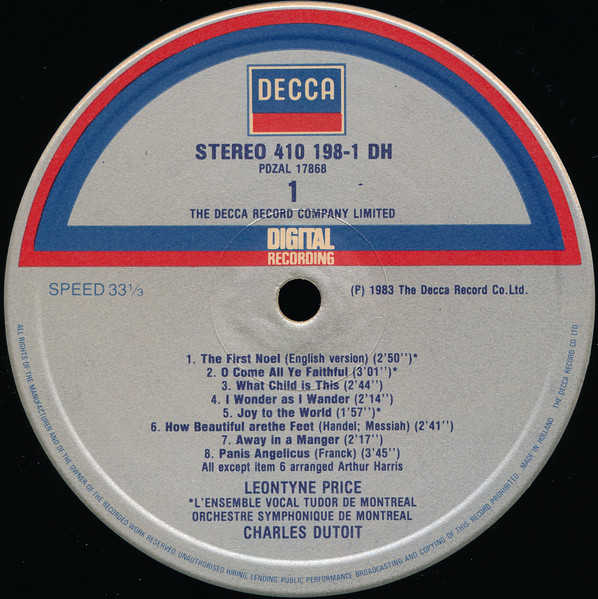 DECCA
STEREO 410 198-1 DH
PDZAL 17868
1
THE DECCA RECORD COMPANY LIMITED
DIGITAL
RECORDING
SPEED 33 1/3
(F) 1983 The Decca Record Co.Ltd.
1. The First Noel (English version) (2'50'')*
2. O Come All Ye Faithful (3'01'')*
3. What Child is This (2'44'')
4. I Wonder as I Wander (2'14'')
5. Joy to the World (1'57'')*
6. How Beautiful arethe Feet (Handel; Messiah) (2'41'')
7. Away in a Manger (2'17'')
8. Panis Angelicus (Franck) (3'45'')
All except item 6 arranged Arthur Harris
LEONTYNE PRICE
*L'ENSEMBLE VOCAL TUDOR DE MONTREAL
ORCHESTRE SYMPHONIQUE DE MONTREAL
CHARLES DUTOIT
ALL RIGHTS OF THE MANUFACTURER AND OF THE OWNER OF THE RECORDED WORK RESERVED. UNAUTHORISED HIRING, LENDING, PUBLIC PERFORMANCE, BROADCASTING AND COPYING OF THIS RECORD PROHIBITED. MADE IN HOLLAND THE DECCA RECORD CO. LTD.